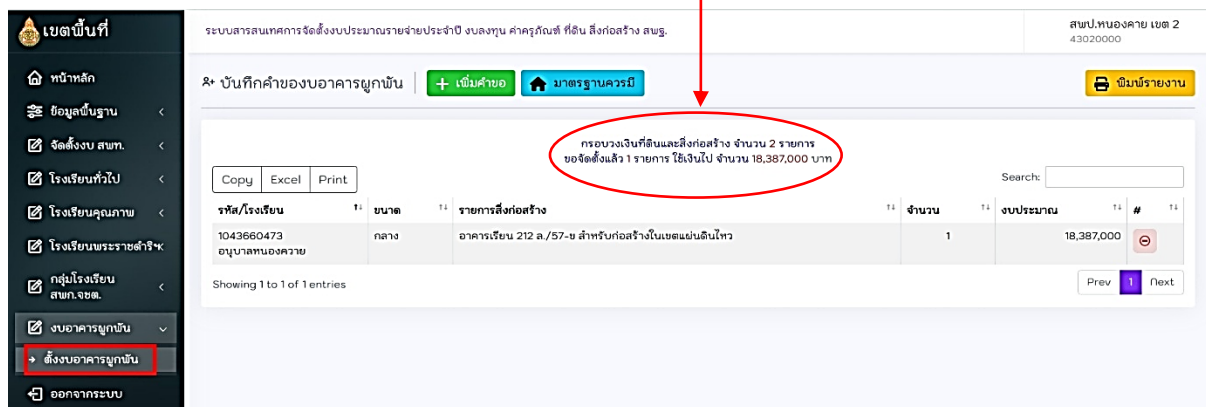 เขตพื้นที่
ระบบสารสนเทศการจัดตั้งงบประมาณรายจ่ายประจำปี งบลงทุน ค่าครุภัณฑ์ ที่ดิน สิ่งก่อสร้าง สพฐ.
สพป.หนองคาย เขต 2
43020000
หน้าหลัก
ข้อมูลพื้นฐาน
จัดตั้งงบ สพท.
โรงเรียนทั่วไป
โรงเรียนคุณภาพ
โรงเรียนพระราชดำริฯ
กลุ่มโรงเรียน
สพก.จชต.
งบอาคารผูกพัน
ตั้งงบอาคารผูกพัน
ออกจากระบบ
บันทึกคำของบอาคารผูกพัน
+ เพิ่มคำขอ
มาตรฐานควรมี
พิมพ์รายงาน
กรอบวงเงินที่ดินและสิ่งก่อสร้าง จำนวน 2 รายการ
ขอจัดตั้งแล้ว 1 รายการ ใช้เงินไป จำนวน 18,387,000 บาท
Copy Excel Print
Search:
รหัส/โรงเรียน ขนาด รายการสิ่งก่อสร้าง จำนวน งบประมาณ #
1043660473 กลาง อาคารเรียน 212 ล./57-ข สำหรับก่อสร้างในเขตแผ่นดินไหว 1 18,387,000
อนุบาลหนองควาย
Showing 1 to 1 of 1 entries
Prev 1 Next